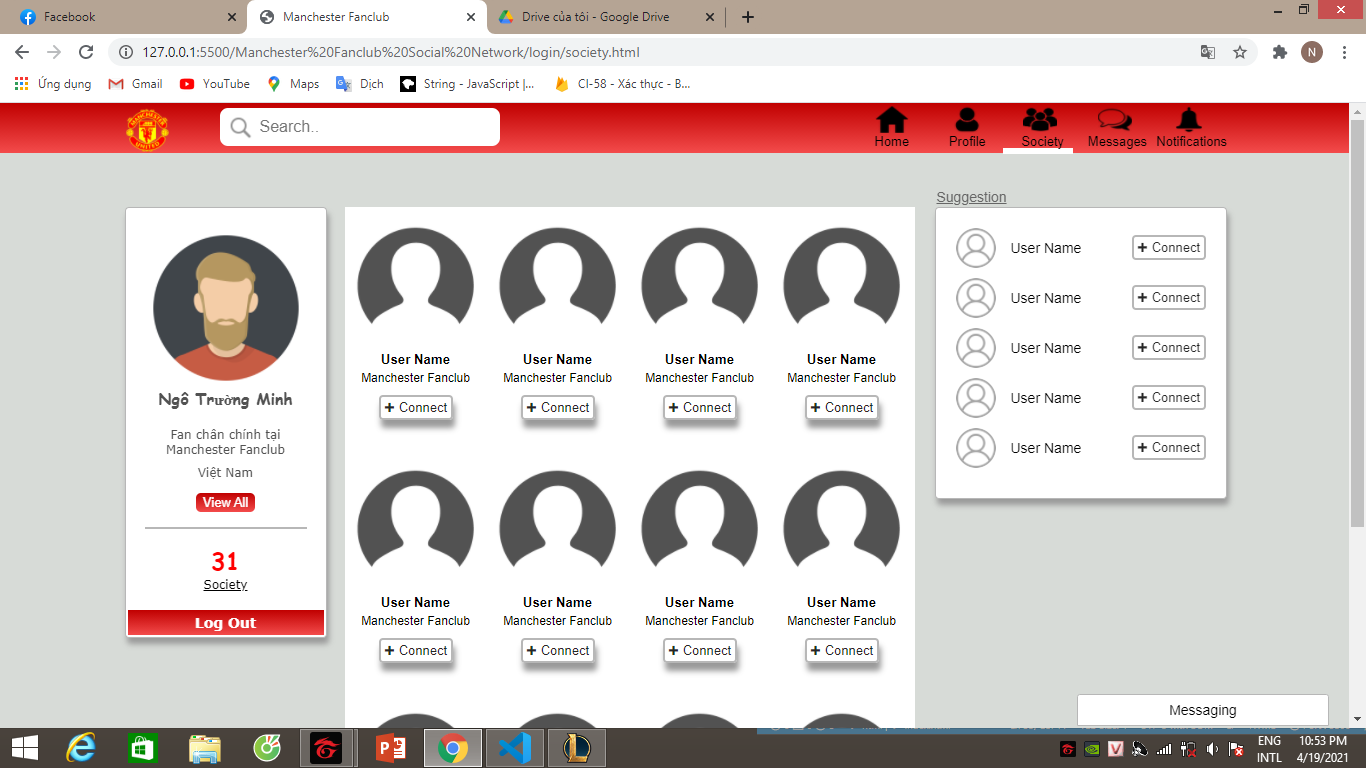 Facebook
Manchester Fanclub
Drive của tôi - Google Drive
127.0.0.1:5500/Manchester%20Fanclub%20Social%20Network/login/society.html
N
Ứng dụng
Gmail
YouTube
Maps
Dịch
String - JavaScript |...
CI-58 - Xác thực - B...
MANCHESTER
UNITED
Search..
Home
Profile
Society
Messages
Notifications
Ngô Trường Minh
Fan chân chính tại
Manchester Fanclub
Việt Nam
View All
31
Society
Log Out
User Name
User Name
User Name
User Name
Manchester Fanclub
Manchester Fanclub
Manchester Fanclub
Manchester Fanclub
+ Connect
+ Connect
+ Connect
+ Connect
User Name
User Name
User Name
User Name
Manchester Fanclub
Manchester Fanclub
Manchester Fanclub
Manchester Fanclub
+ Connect
+ Connect
+ Connect
+ Connect
Suggestion
User Name
+ Connect
User Name
+ Connect
User Name
+ Connect
User Name
+ Connect
User Name
+ Connect
Messaging
ENG
INTL
10:53 PM
4/19/2021